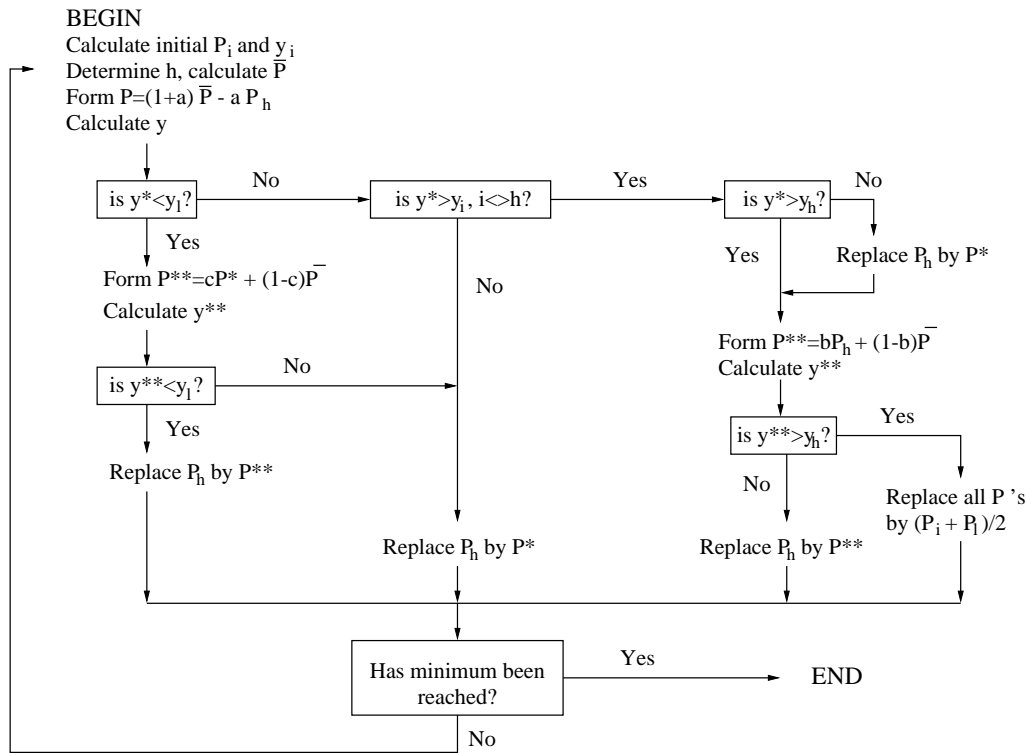 BEGIN
Calculate initial P_i and y_i
Determine h, calculate P̅
Form P=(1+a) P̅ - a P_h
Calculate y
is y*<y_l?
No
is y*>y_i, i<>h?
Yes
is y*>y_h?
No
Yes
Form P**=cP* + (1-c)P̅
Calculate y**
No
Yes
Replace P_h by P*
Form P**=bP_h + (1-b)P̅
Calculate y**
is y**<y_l?
No
is y**>y_h?
Yes
Yes
Replace P_h by P**
No
Replace all P 's
by (P_i + P_l)/2
Replace P_h by P*
Replace P_h by P**
Has minimum been
reached?
Yes
END
No